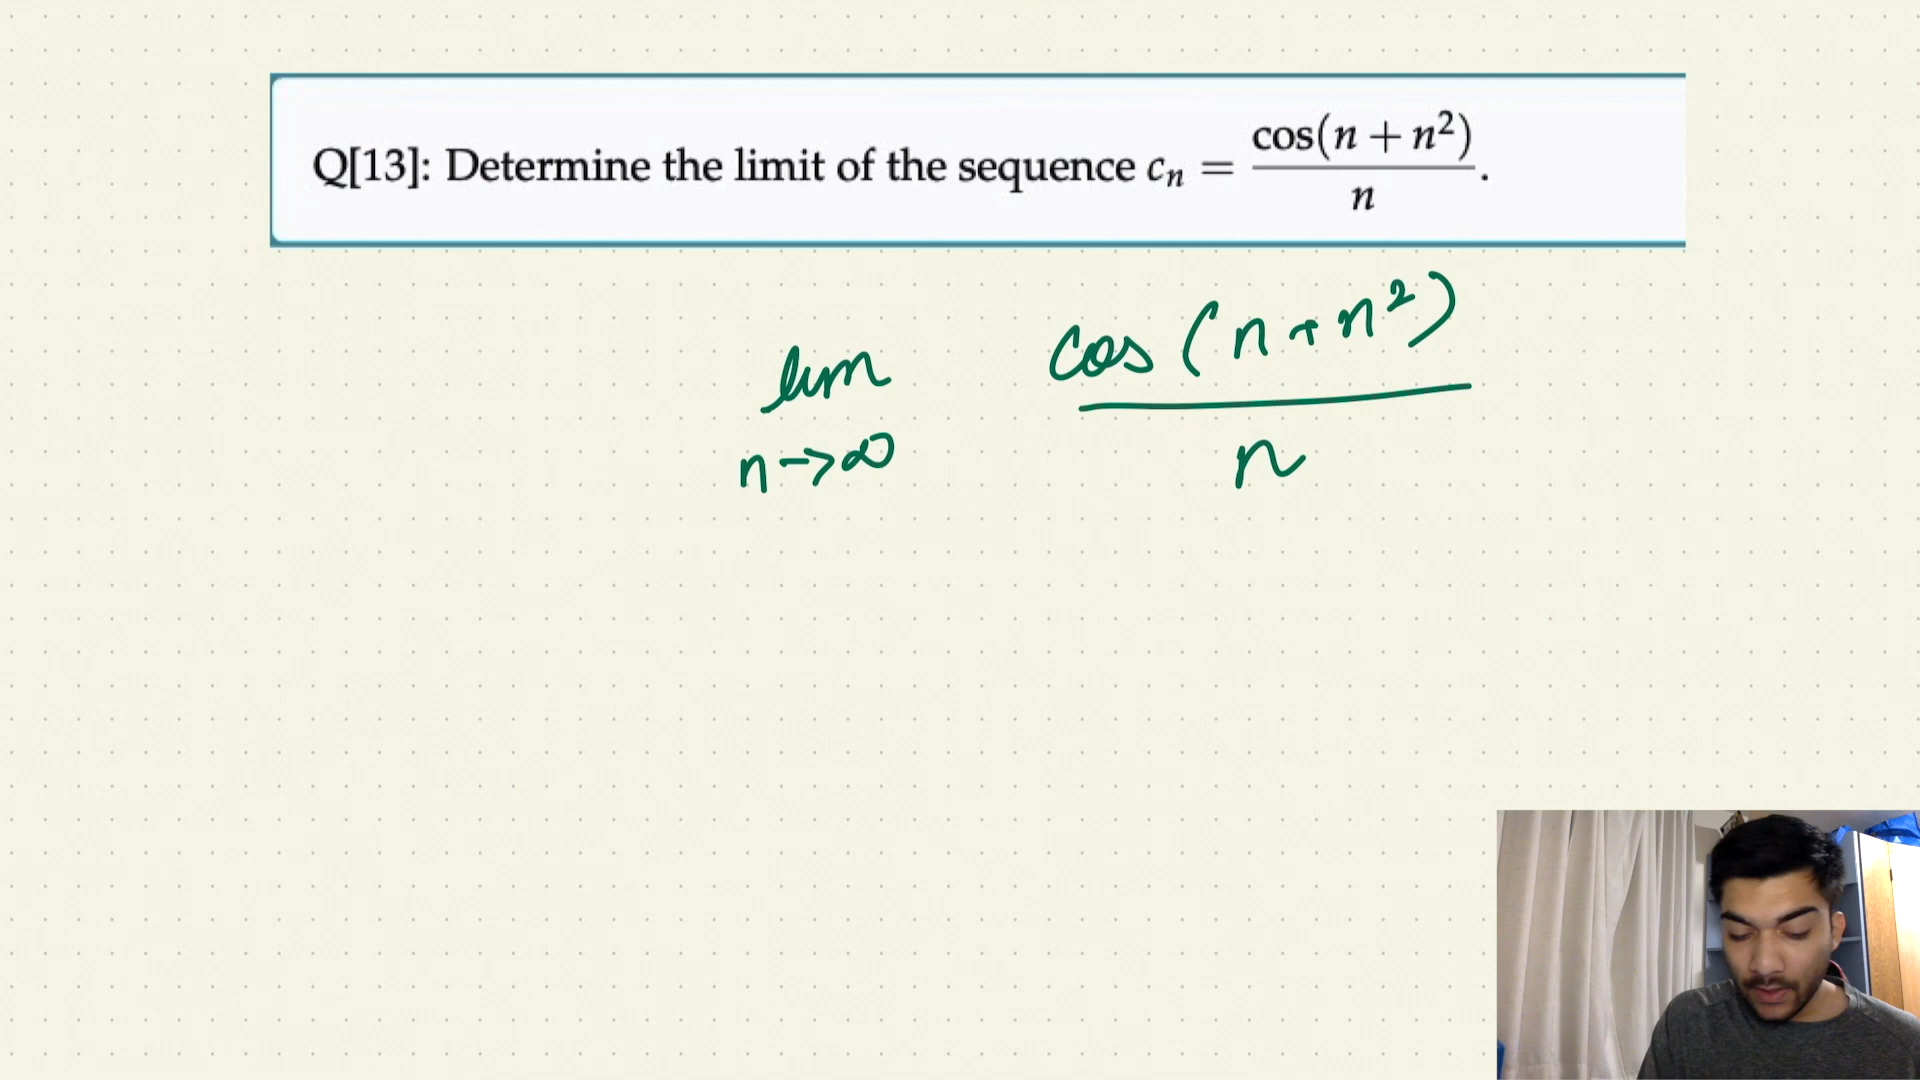 Q[13]: Determine the limit of the sequence cₙ = cos(n + n²) / n.
lim n→∞ cos (n + n²) / n